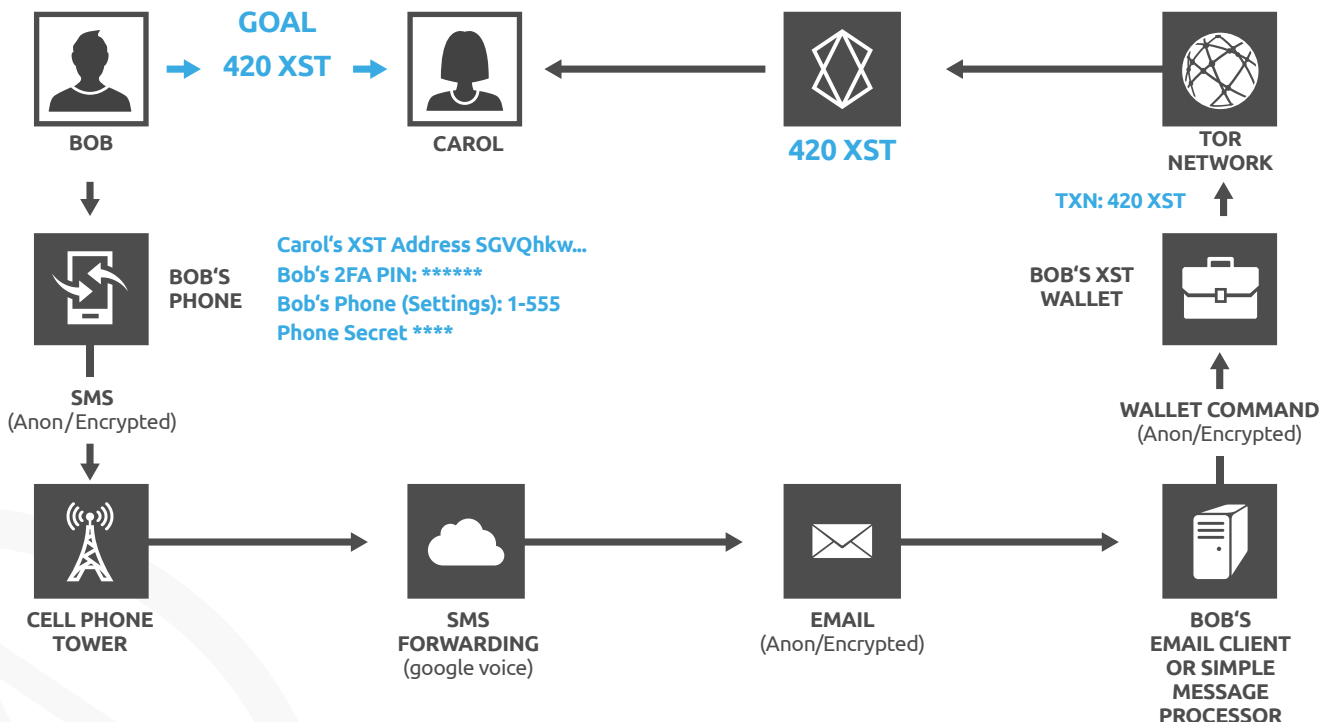 GOAL
420 XST
BOB
CAROL
420 XST
TOR
NETWORK
TXN: 420 XST
BOB'S
PHONE
Carol's XST Address SGVQhkw...
Bob's 2FA PIN: ******
Bob's Phone (Settings): 1-555
Phone Secret ****
BOB'S XST
WALLET
SMS
(Anon/Encrypted)
WALLET COMMAND
(Anon/Encrypted)
CELL PHONE
TOWER
SMS
FORWARDING
(google voice)
EMAIL
(Anon/Encrypted)
BOB'S
EMAIL CLIENT
OR SIMPLE
MESSAGE
PROCESSOR